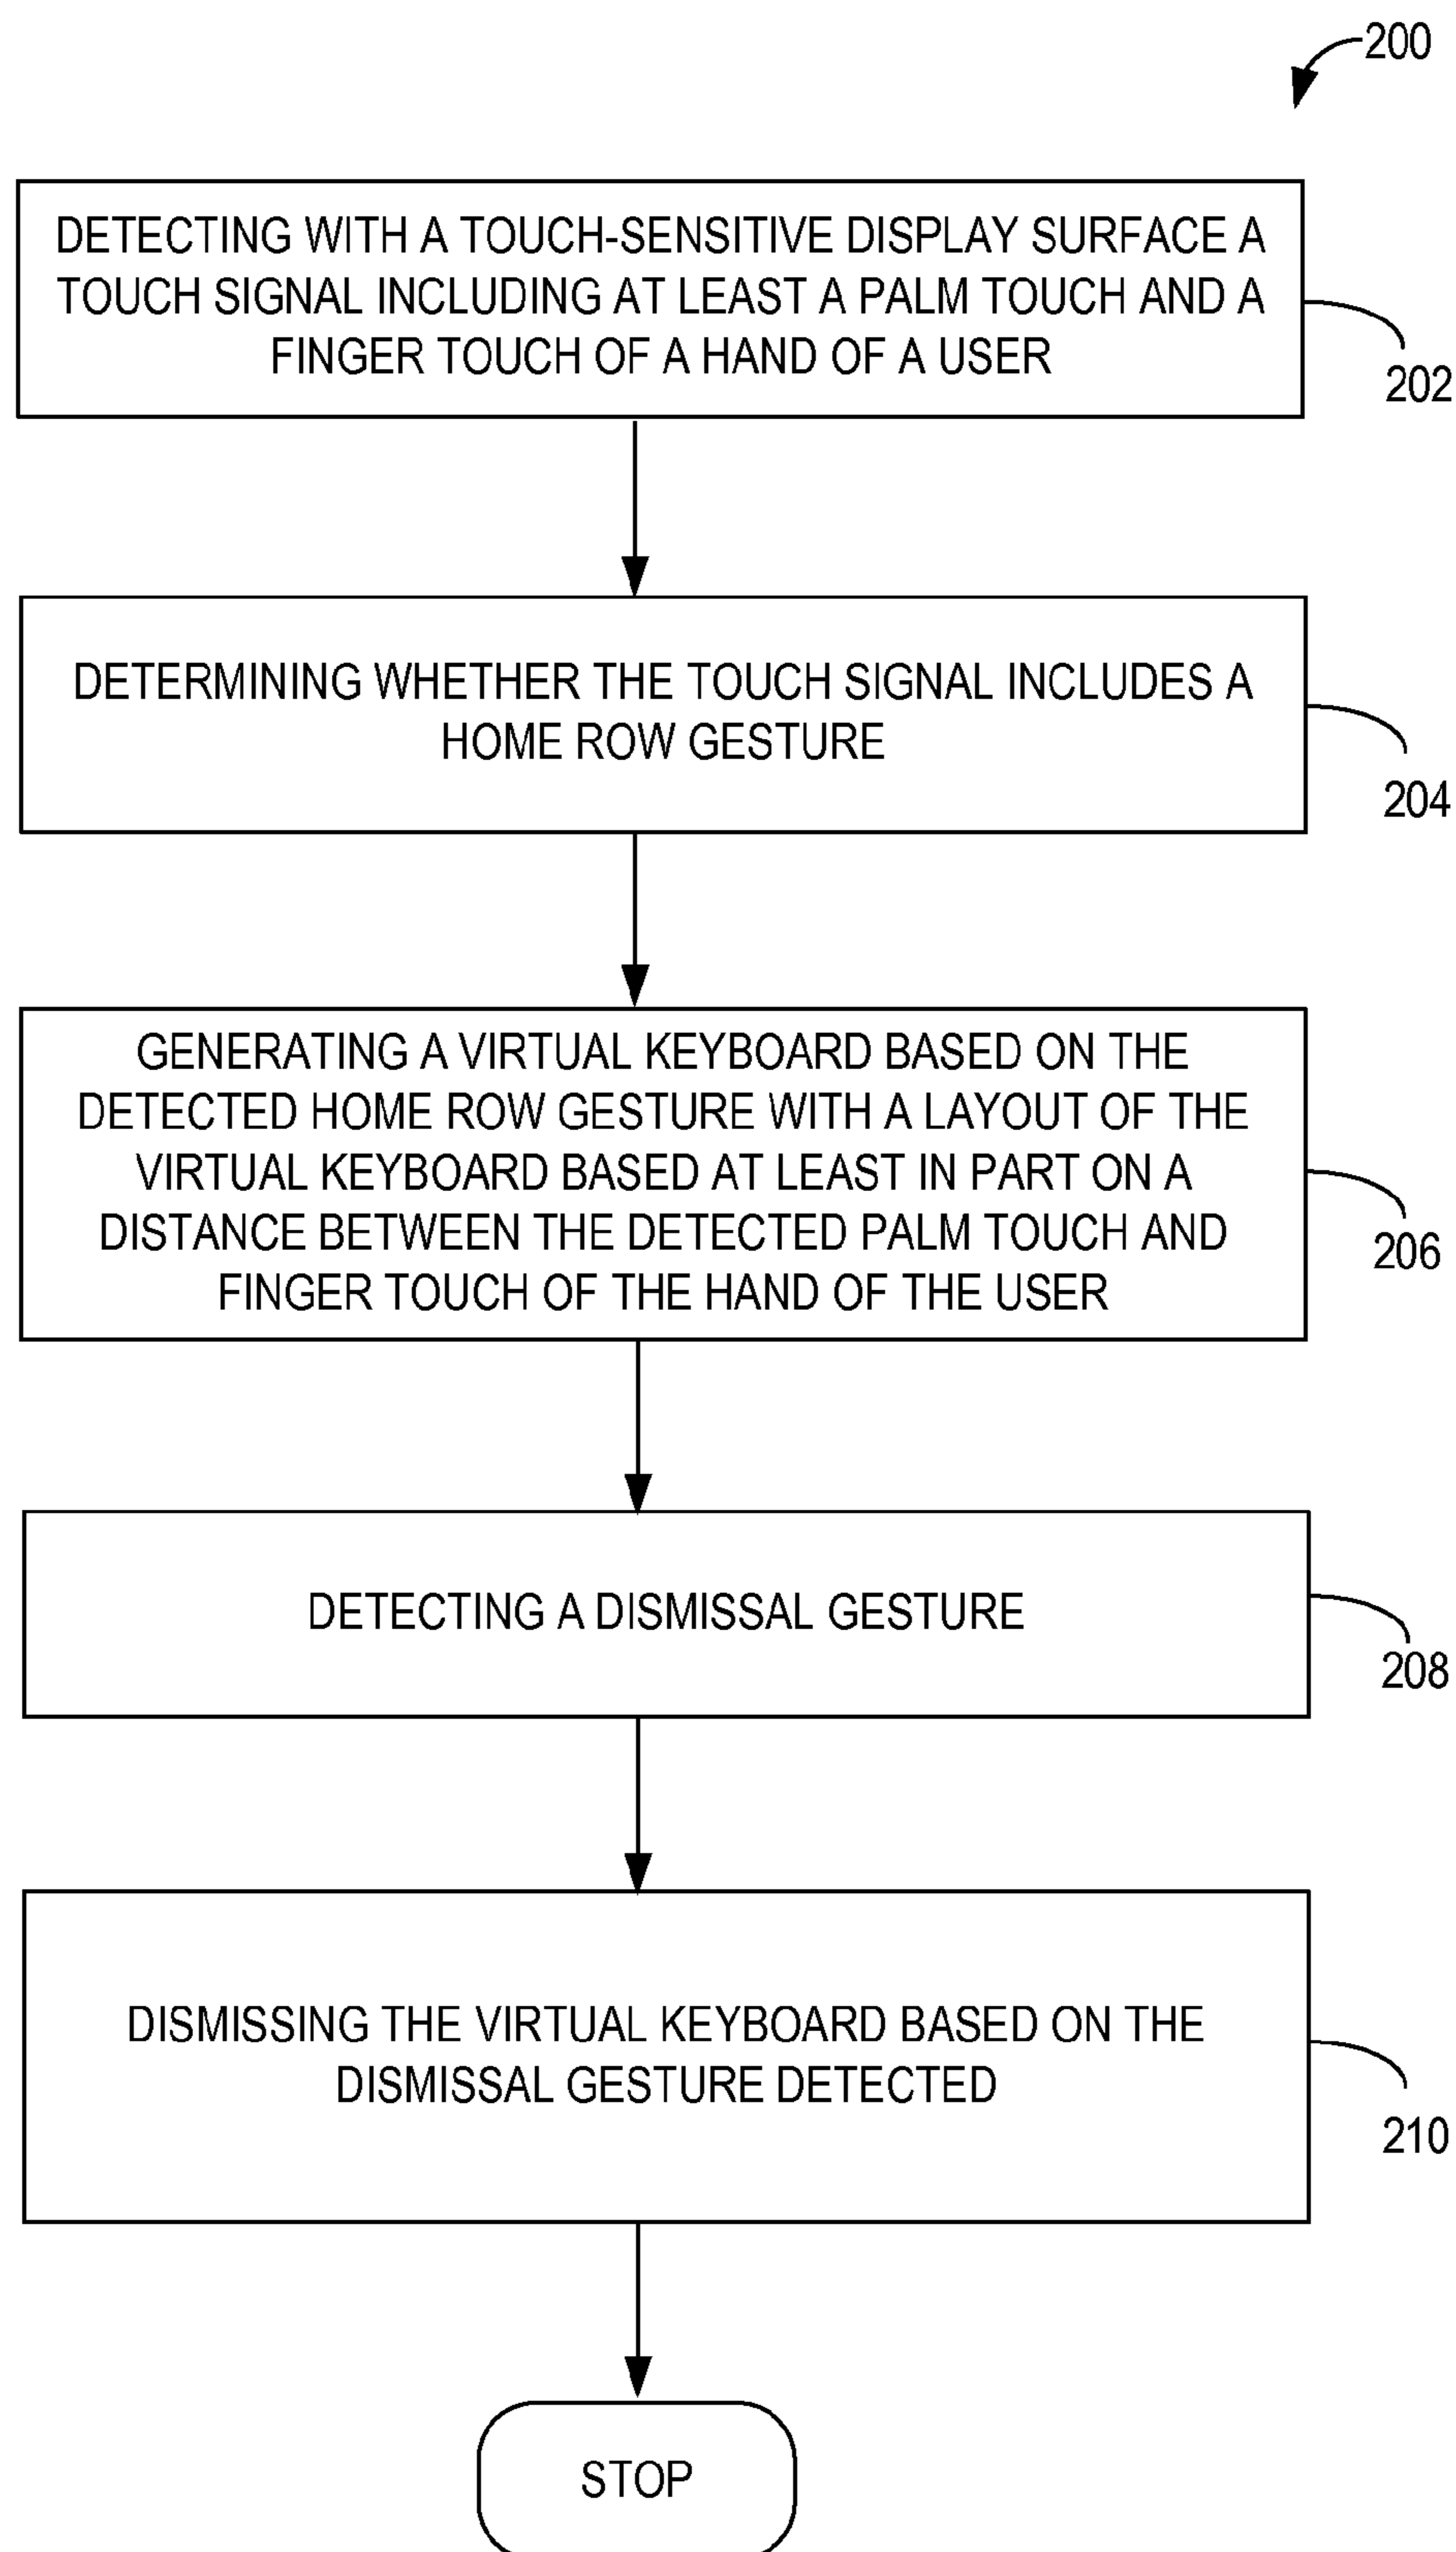 200
DETECTING WITH A TOUCH-SENSITIVE DISPLAY SURFACE A
TOUCH SIGNAL INCLUDING AT LEAST A PALM TOUCH AND A
FINGER TOUCH OF A HAND OF A USER
202
DETERMINING WHETHER THE TOUCH SIGNAL INCLUDES A
HOME ROW GESTURE
204
GENERATING A VIRTUAL KEYBOARD BASED ON THE
DETECTED HOME ROW GESTURE WITH A LAYOUT OF THE
VIRTUAL KEYBOARD BASED AT LEAST IN PART ON A
DISTANCE BETWEEN THE DETECTED PALM TOUCH AND
FINGER TOUCH OF THE HAND OF THE USER
206
DETECTING A DISMISSAL GESTURE
208
DISMISSING THE VIRTUAL KEYBOARD BASED ON THE
DISMISSAL GESTURE DETECTED
210
STOP